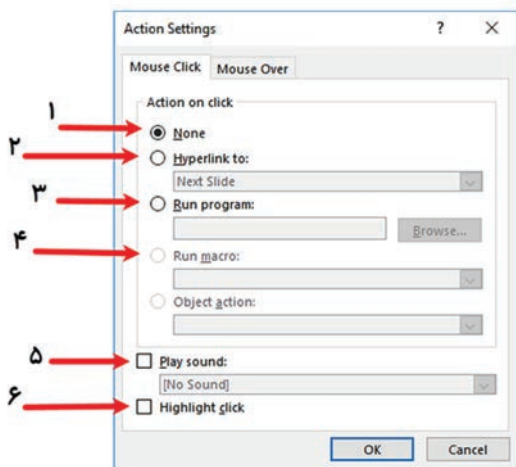 Action Settings ? ×
Mouse Click Mouse Over
Action on click
۱ None
۲ Hyperlink to:
Next Slide
۳ Run program:
Browse...
۴ Run macro:
Object action:
۵ Play sound:
[No Sound]
۶ Highlight click
OK Cancel